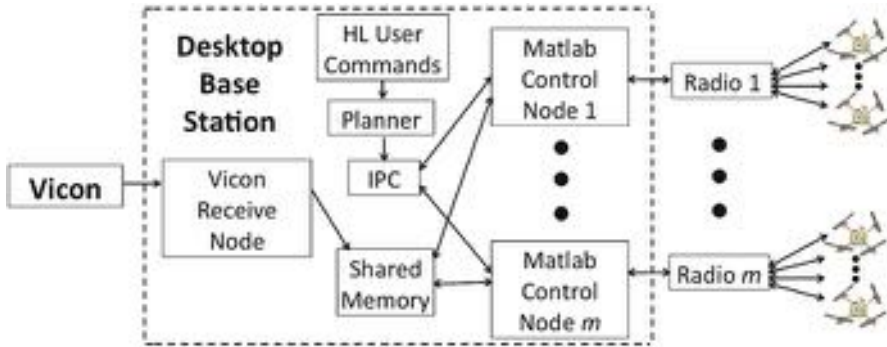 Desktop
Base
Station
HL User
Commands
Planner
IPC
Vicon
Vicon
Receive
Node
Shared
Memory
Matlab
Control
Node 1
Radio 1
Matlab
Control
Node m
Radio m